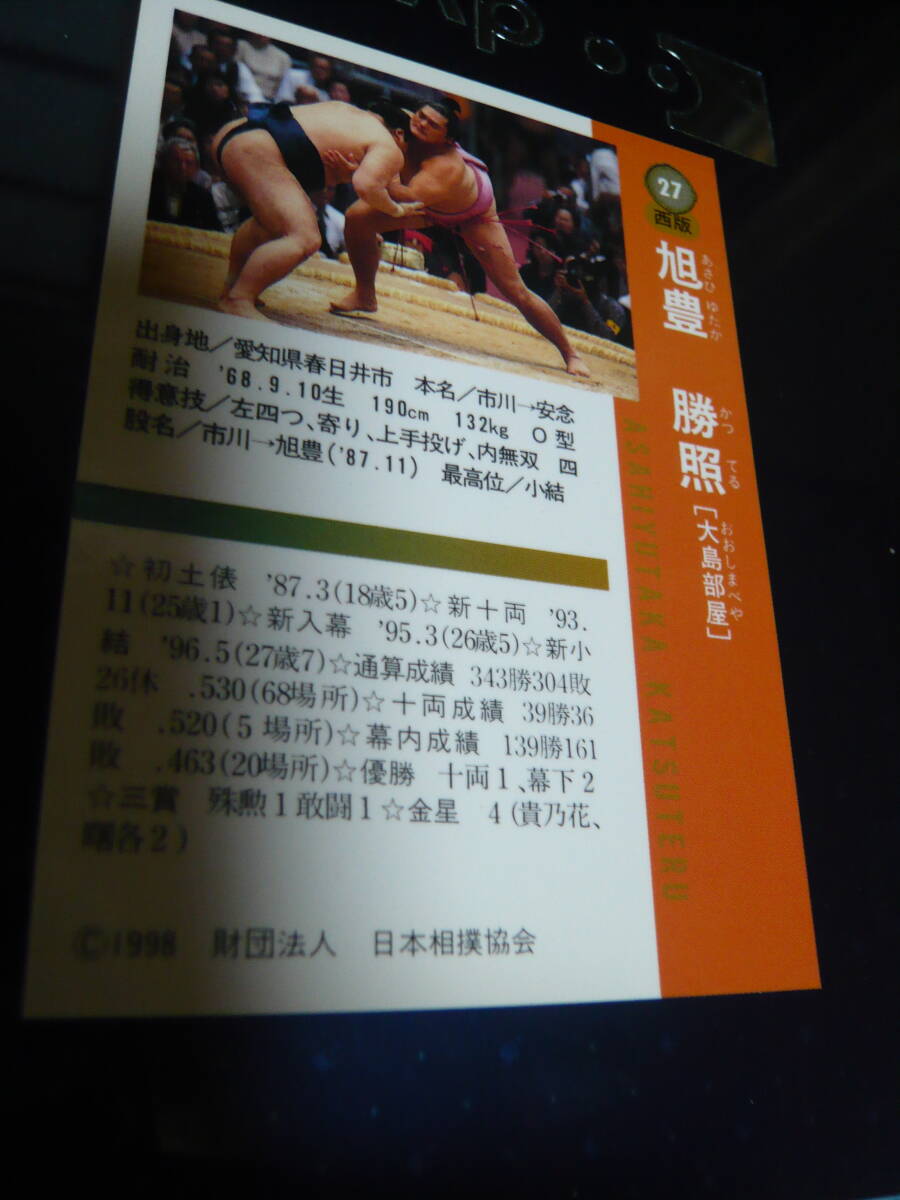 27
西版
旭豊 勝照
あさひ ゆたか かつ てる
[大島部屋]
おおしまべや
ASAHIYUTAKA KATSUTERU
出身地/愛知県春日井市 本名/市川→安念
耐治 '68.9.10生 190cm 132kg O型
得意技/左四つ、寄り、上手投げ、内無双 四
股名/市川→旭豊('87.11) 最高位/小結
☆初土俵 '87.3(18歳5)☆新十両 '93.
11(25歳1)☆新入幕 '95.3(26歳5)☆新小
結 '96.5(27歳7)☆通算成績 343勝304敗
26休 .530(68場所)☆十両成績 39勝36
敗 .520(5場所)☆幕内成績 139勝161
敗 .463(20場所)☆優勝 十両1、幕下2
☆三賞 殊勲1敢闘1☆金星 4(貴乃花、
曙各2)
©1998 財団法人 日本相撲協会